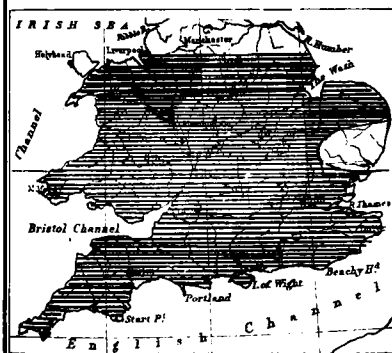 IRISH SEA
Ribble R.
Holyhead
Liverpool
Manchester
R. Humber
The Wash
Channel
R. Thames
Bristol Channel
Beachy Hd.
I. of Wight
Portland
Start Pt.
English Channel